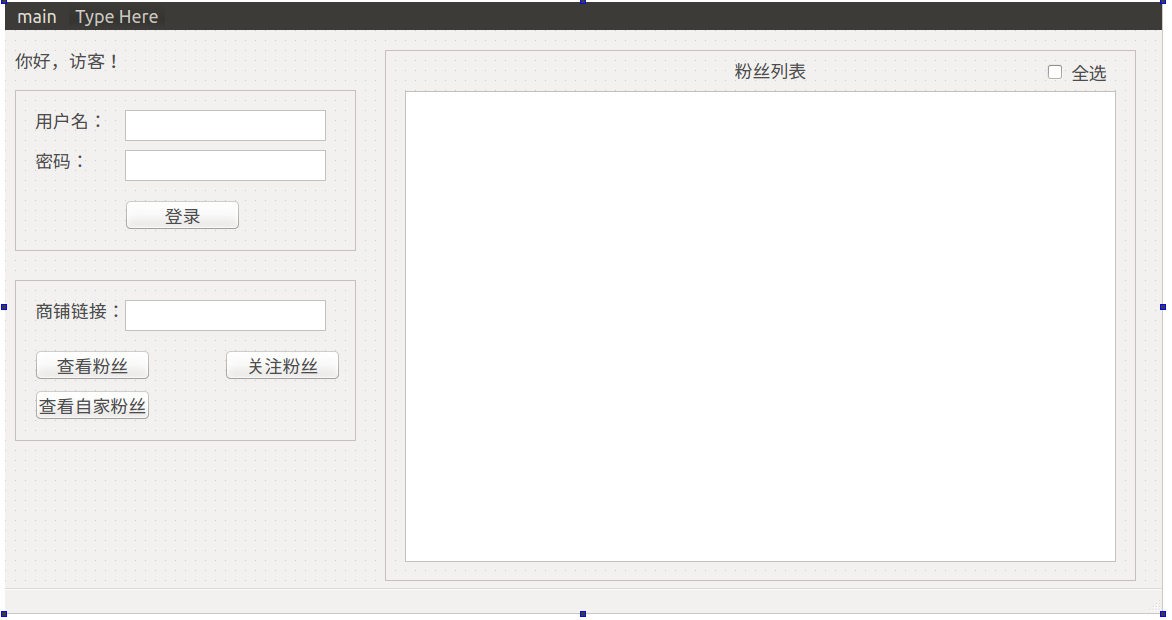 main Type Here
你好，访客！
用户名：
密码：
登录
商铺链接：
查看粉丝 关注粉丝
查看自家粉丝
粉丝列表 全选